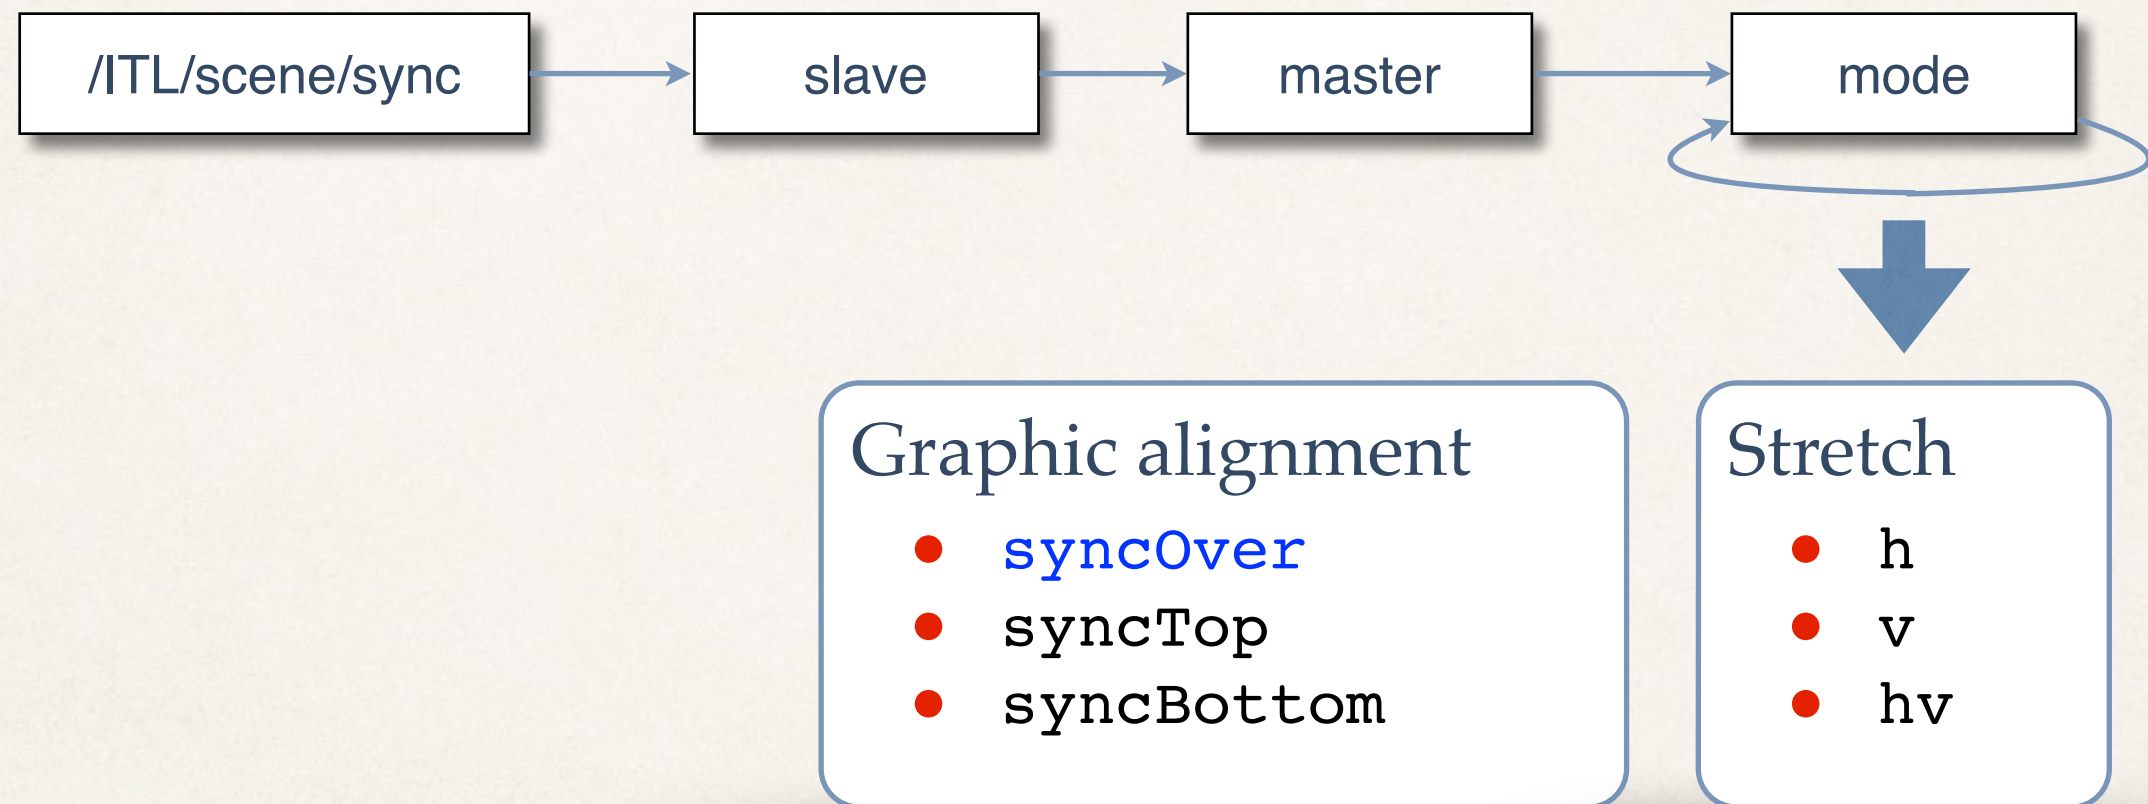 /ITL/scene/sync
slave
master
mode
Graphic alignment
• syncOver
• syncTop
• syncBottom
Stretch
• h
• v
• hv